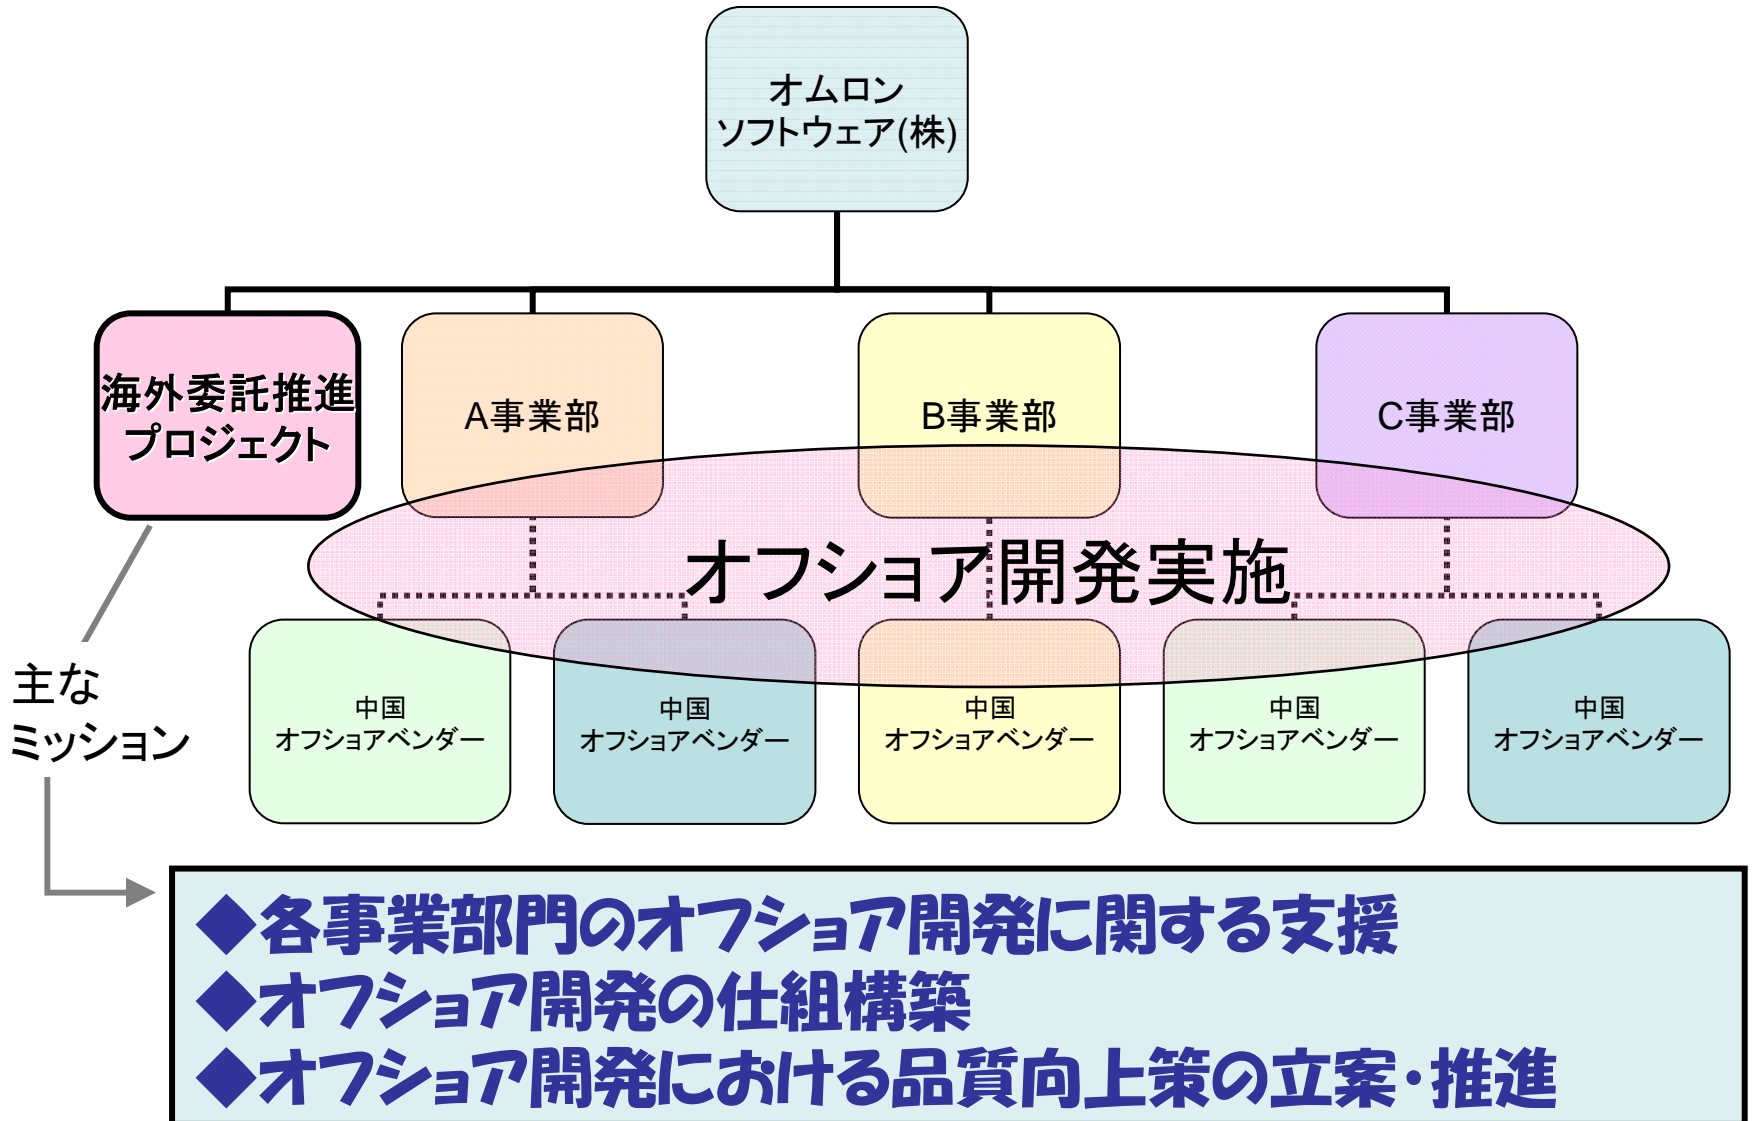 オムロン
ソフトウェア(株)
海外委託推進
プロジェクト
A事業部
B事業部
C事業部
オフショア開発実施
主な
ミッション
中国
オフショアベンダー
中国
オフショアベンダー
中国
オフショアベンダー
中国
オフショアベンダー
中国
オフショアベンダー
◆各事業部門のオフショア開発に関する支援
◆オフショア開発の仕組構築
◆オフショア開発における品質向上策の立案・推進